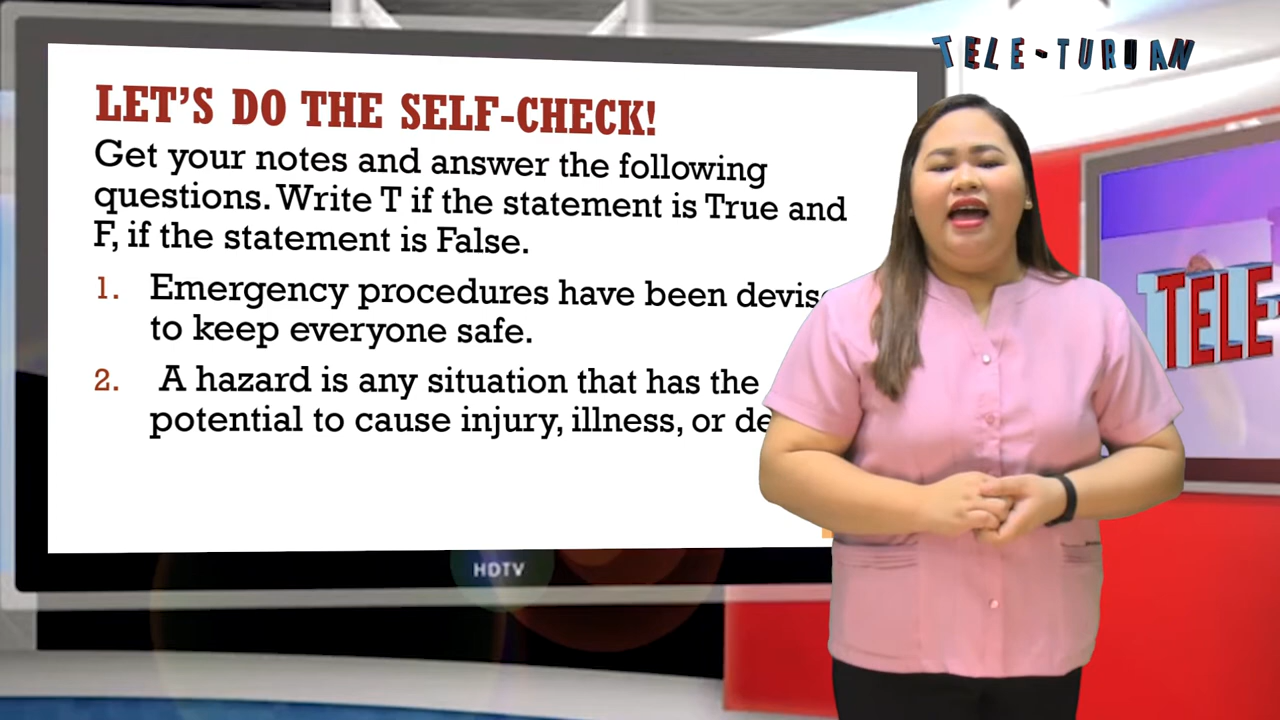 TELE-TURUAN
LET'S DO THE SELF-CHECK!
Get your notes and answer the following
questions. Write T if the statement is True and
F, if the statement is False.
1. Emergency procedures have been
to keep everyone safe.
2. A hazard is any situation that has the
potential to cause injury, illness, or
TELE-
HDTV